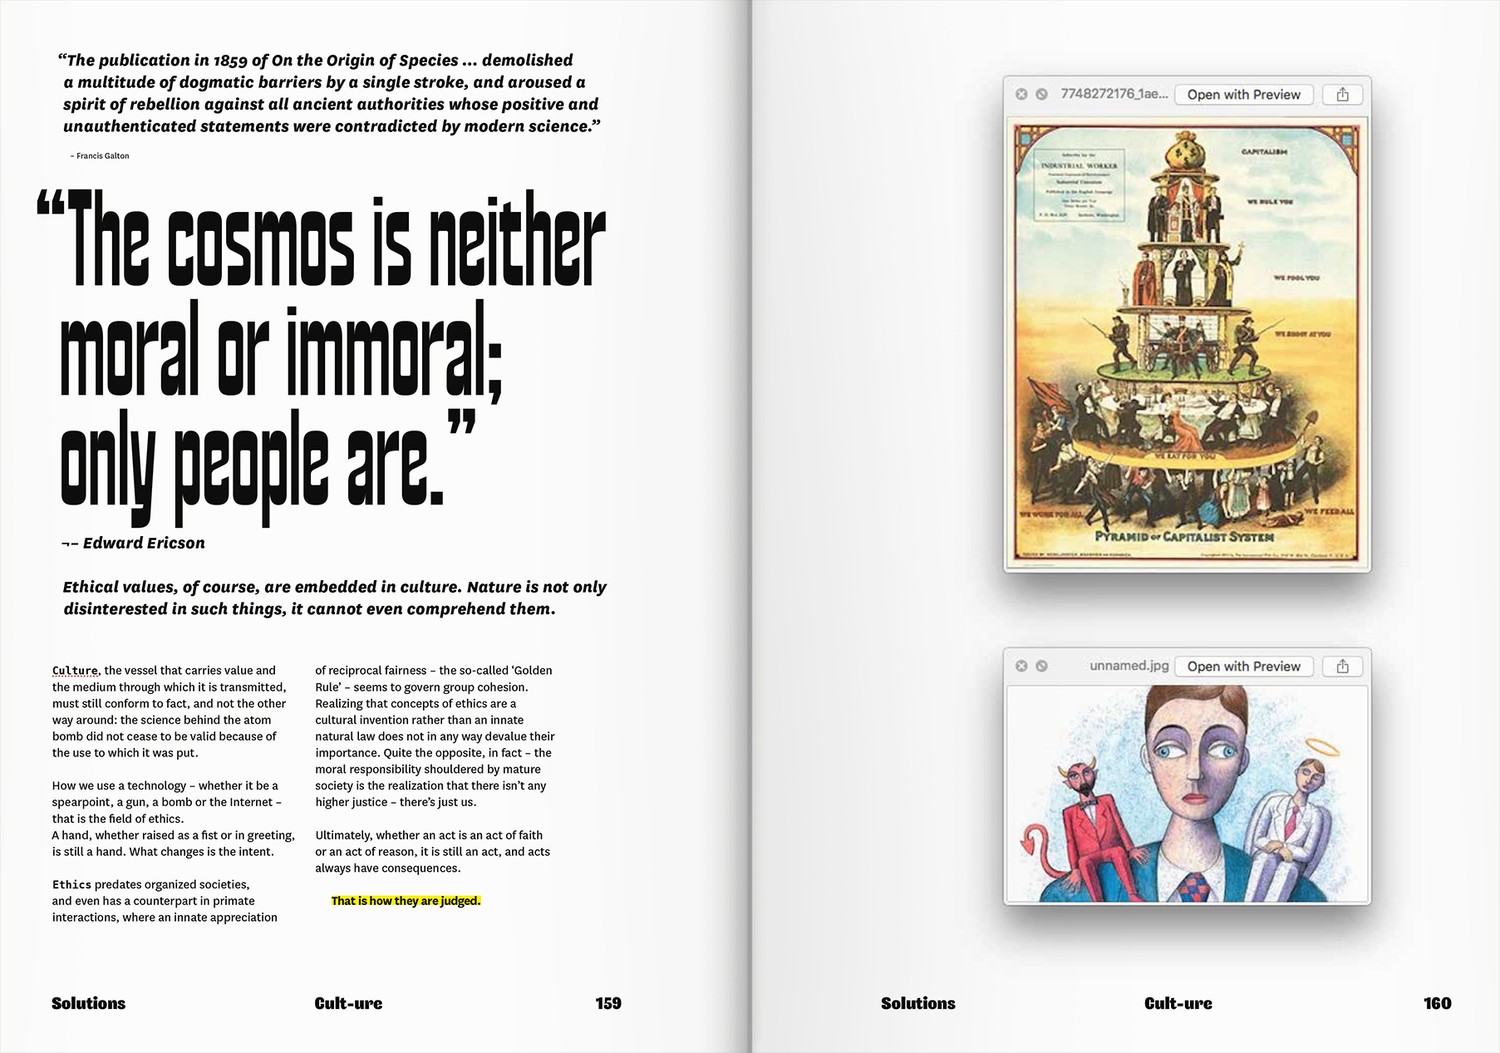 “The publication in 1859 of On the Origin of Species ... demolished
a multitude of dogmatic barriers by a single stroke, and aroused a
spirit of rebellion against all ancient authorities whose positive and
unauthenticated statements were contradicted by modern science.”
– Francis Galton
“The cosmos is neither
moral or immoral;
only people are.”
¬– Edward Ericson
Ethical values, of course, are embedded in culture. Nature is not only
disinterested in such things, it cannot even comprehend them.
Culture, the vessel that carries value and
the medium through which it is transmitted,
must still conform to fact, and not the other
way around: the science behind the atom
bomb did not cease to be valid because of
the use to which it was put.
How we use a technology – whether it be a
spearpoint, a gun, a bomb or the Internet –
that is the field of ethics.
A hand, whether raised as a fist or in greeting,
is still a hand. What changes is the intent.
Ethics predates organized societies,
and even has a counterpart in primate
interactions, where an innate appreciation
of reciprocal fairness – the so-called ‘Golden
Rule’ – seems to govern group cohesion.
Realizing that concepts of ethics are a
cultural invention rather than an innate
natural law does not in any way devalue their
importance. Quite the opposite, in fact – the
moral responsibility shouldered by mature
society is the realization that there isn’t any
higher justice – there’s just us.
Ultimately, whether an act is an act of faith
or an act of reason, it is still an act, and acts
always have consequences.
That is how they are judged.
Solutions
Cult-ure
159
7748272176_1ae...
Open with Preview
Subscribe for the
INDUSTRIAL WORKER
Industrial Unionism
Published in the English Language
P. O. Box
Spokane, Washington
CAPITALISM
WE RULE YOU
WE FOOL YOU
WE SHOOT AT YOU
WE EAT FOR YOU
WE WORK FOR ALL
WE FEED ALL
PYRAMID OF CAPITALIST SYSTEM
unnamed.jpg
Open with Preview
Solutions
Cult-ure
160